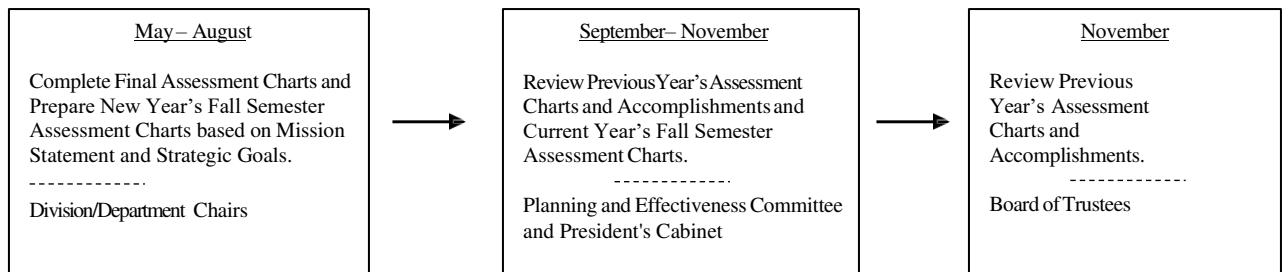 May – August
Complete Final Assessment Charts and
Prepare New Year's Fall Semester
Assessment Charts based on Mission
Statement and Strategic Goals.
-------------
Division/Department Chairs
September– November
Review Previous Year's Assessment
Charts and Accomplishments and
Current Year's Fall Semester
Assessment Charts.
-------------
Planning and Effectiveness Committee
and President's Cabinet
November
Review Previous
Year's Assessment
Charts and
Accomplishments.
-------------
Board of Trustees